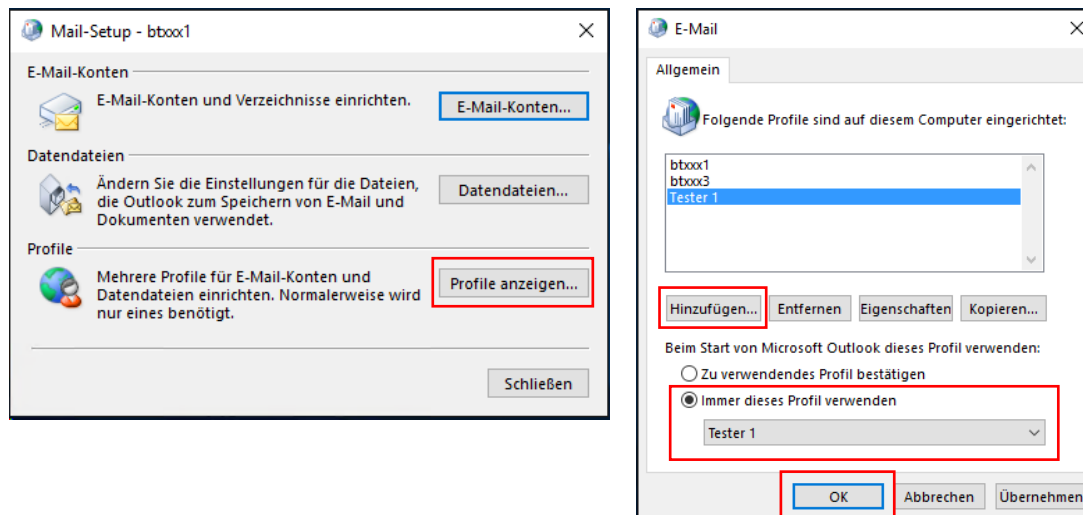 Mail-Setup - btxxx1
E-Mail-Konten
E-Mail-Konten und Verzeichnisse einrichten.
E-Mail-Konten...
Datendateien
Ändern Sie die Einstellungen für die Dateien,
die Outlook zum Speichern von E-Mail und
Dokumenten verwendet.
Datendateien...
Profile
Mehrere Profile für E-Mail-Konten und
Datendateien einrichten. Normalerweise wird
nur eines benötigt.
Profile anzeigen...
Schließen
E-Mail
Allgemein
Folgende Profile sind auf diesem Computer eingerichtet:
btxxx1
btxxx3
Tester 1
Hinzufügen... Entfernen Eigenschaften Kopieren...
Beim Start von Microsoft Outlook dieses Profil verwenden:
Zu verwendendes Profil bestätigen
Immer dieses Profil verwenden
Tester 1
OK Abbrechen Übernehmen